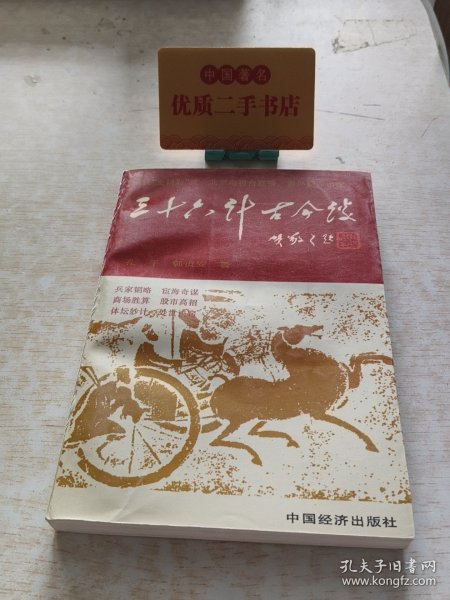 中国著名
优质二手书店
三十六计古今谈
兵家韬略 宦海奇谋
商场胜算 股市高招
体坛妙计 处世
中国经济出版社
孔夫子旧书网
www.kongfz.com